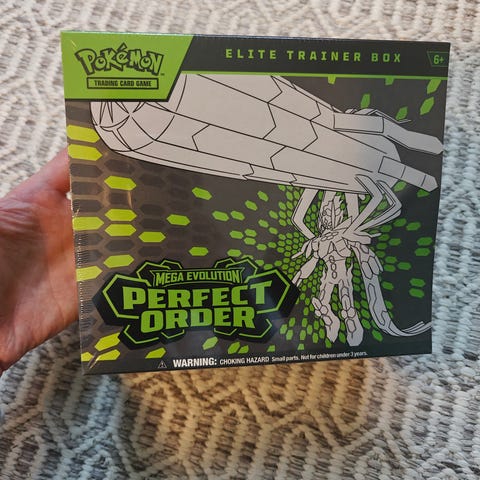 ELITE TRAINER BOX
6+
Pokémon
TRADING CARD GAME
MEGA EVOLUTION
PERFECT
ORDER
⚠ WARNING: CHOKING HAZARD Small parts. Not for children under 3 years.